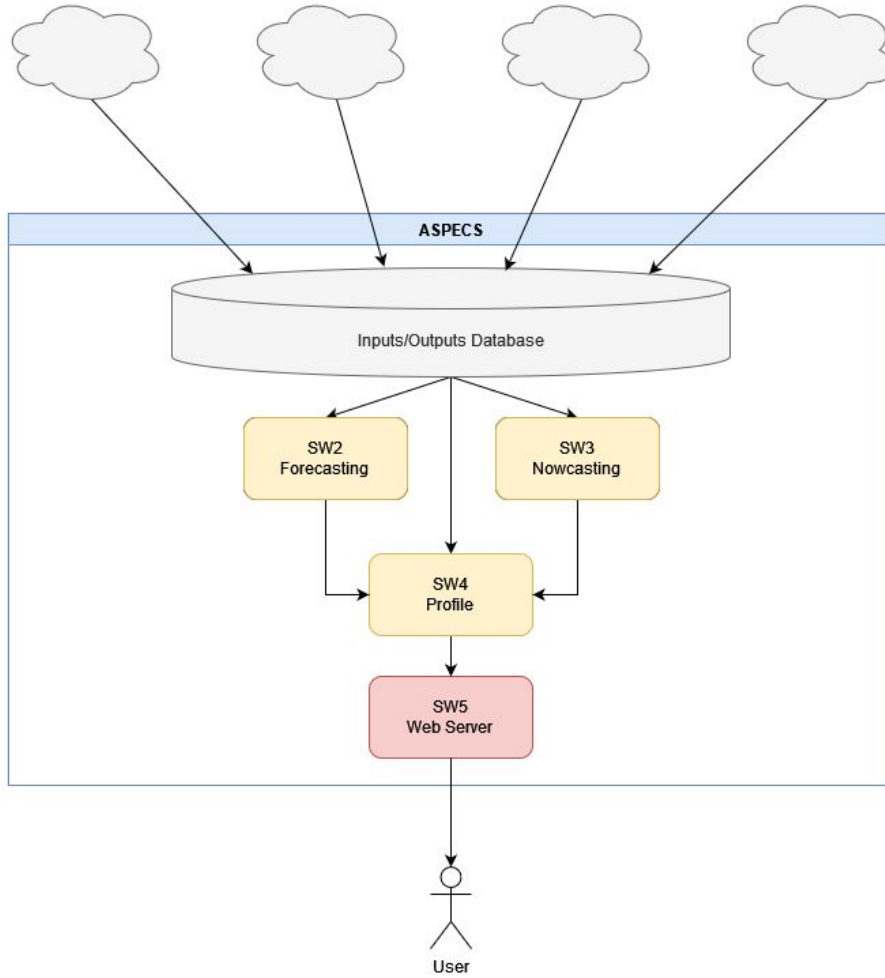 ASPECS
Inputs/Outputs Database
SW2
Forecasting
SW3
Nowcasting
SW4
Profile
SW5
Web Server
User